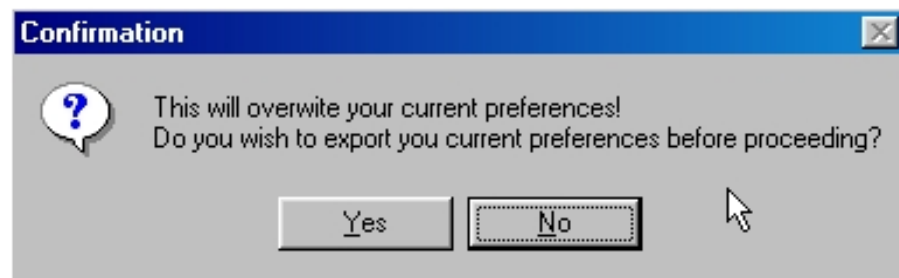 Confirmation
This will overwite your current preferences!
Do you wish to export you current preferences before proceeding?
Yes No